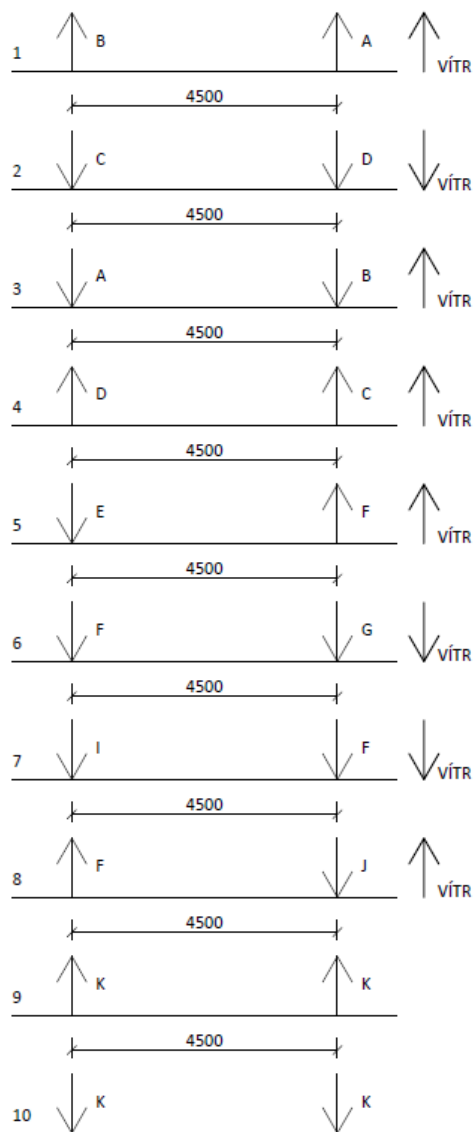 B A
1 VÍTR
4500
C D
2 VÍTR
4500
A B
3 VÍTR
4500
D C
4 VÍTR
4500
E F
5 VÍTR
4500
F G
6 VÍTR
4500
I F
7 VÍTR
4500
F J
8 VÍTR
4500
K K
9
4500
K K
10